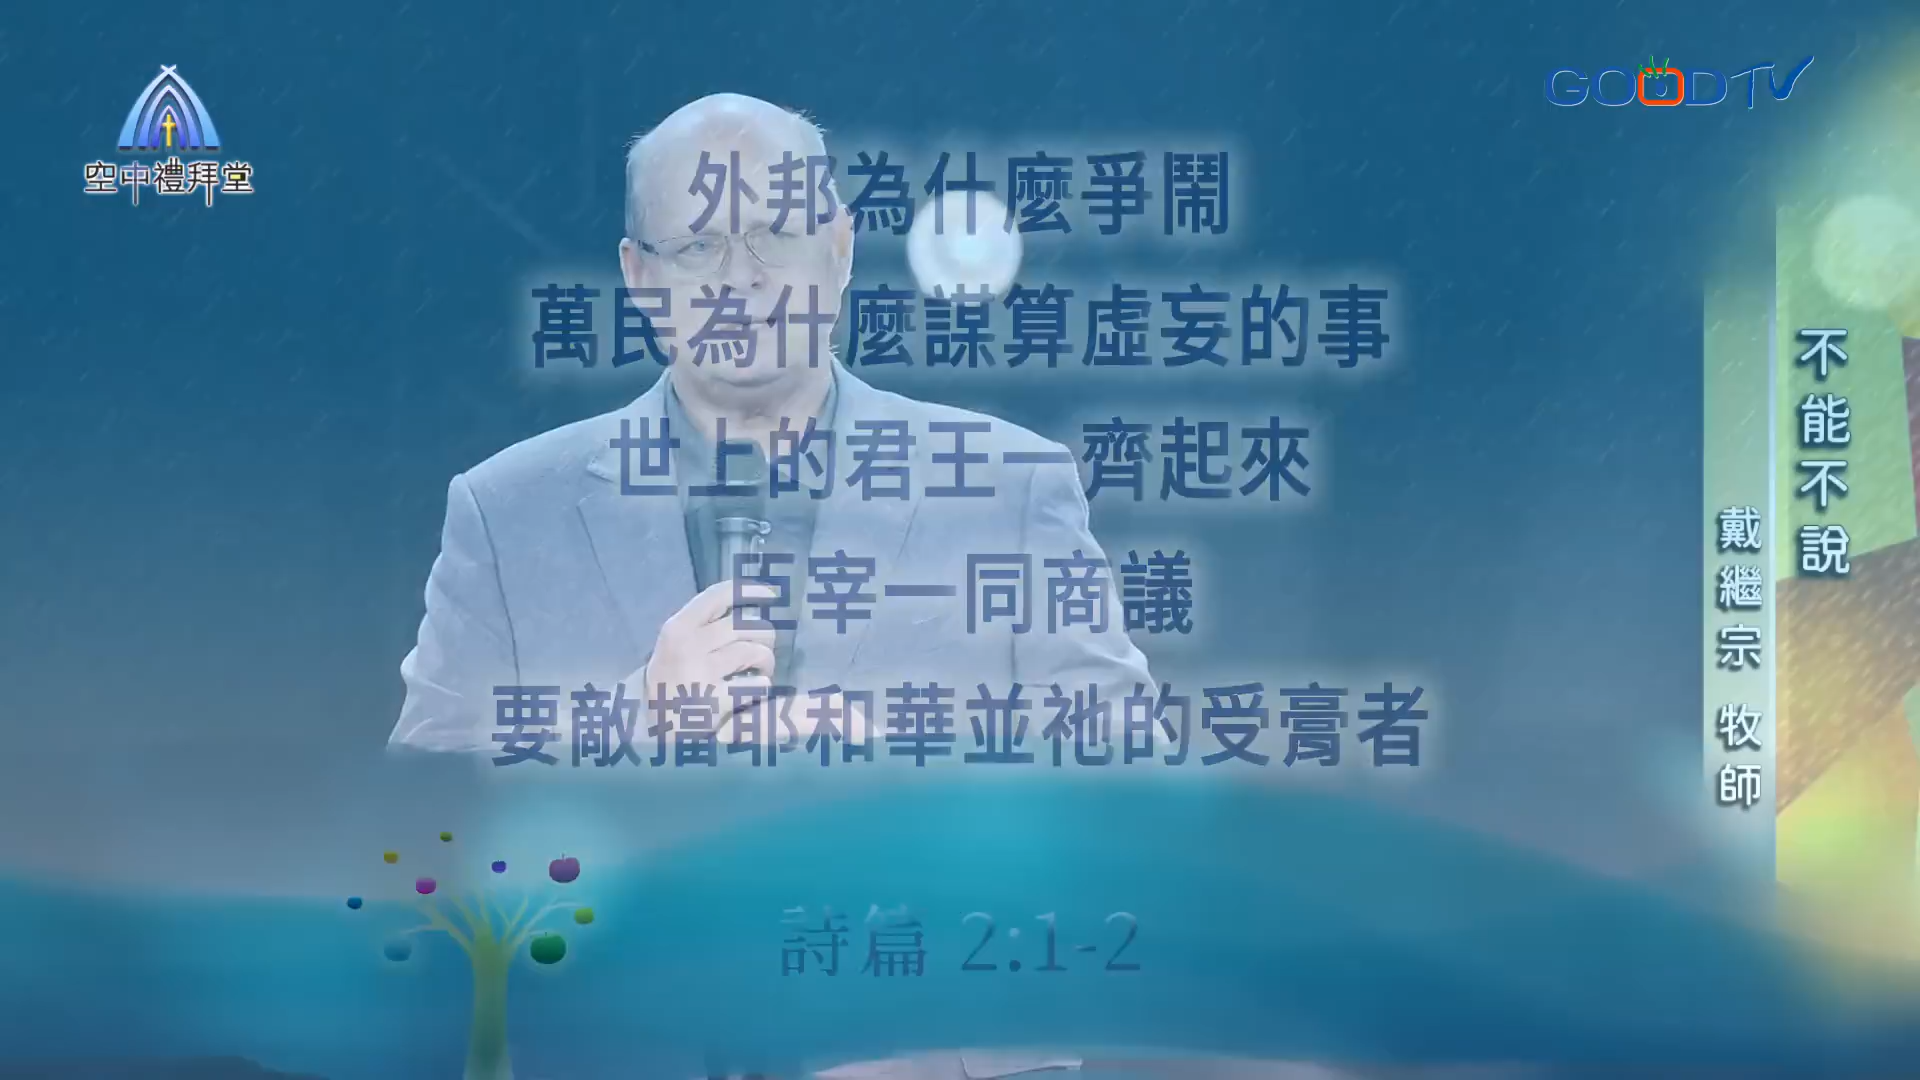 空中禮拜堂
GOODTV
外邦為什麼爭鬧
萬民為什麼謀算虛妄的事
世上的君王一齊起來
臣宰一同商議
要敵擋耶和華並祂的受膏者
詩篇 2:1-2
不能不說
戴繼宗 牧師